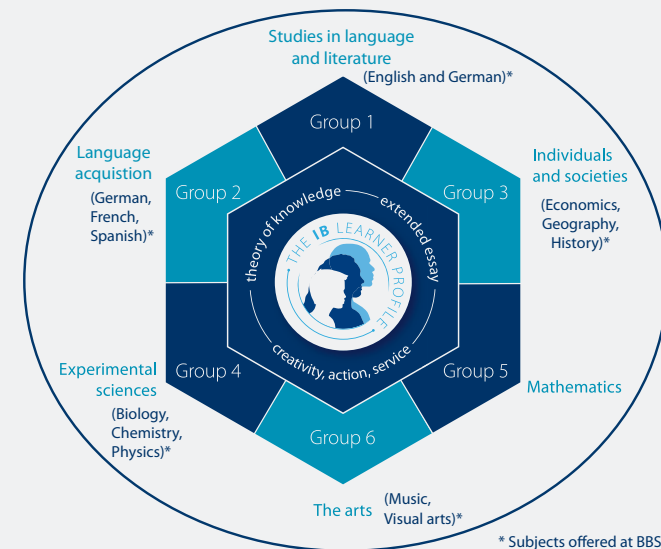 Studies in language
and literature
(English and German)*
Group 1
Language
acquistion
(German,
French,
Spanish)*
Group 2
Group 3
Individuals
and societies
(Economics,
Geography,
History)*
theory of knowledge
extended essay
THE IB LEARNER PROFILE
creativity, action, service
Experimental
sciences
(Biology,
Chemistry,
Physics)*
Group 4
Group 5
Mathematics
Group 6
The arts
(Music,
Visual arts)*
* Subjects offered at BBS